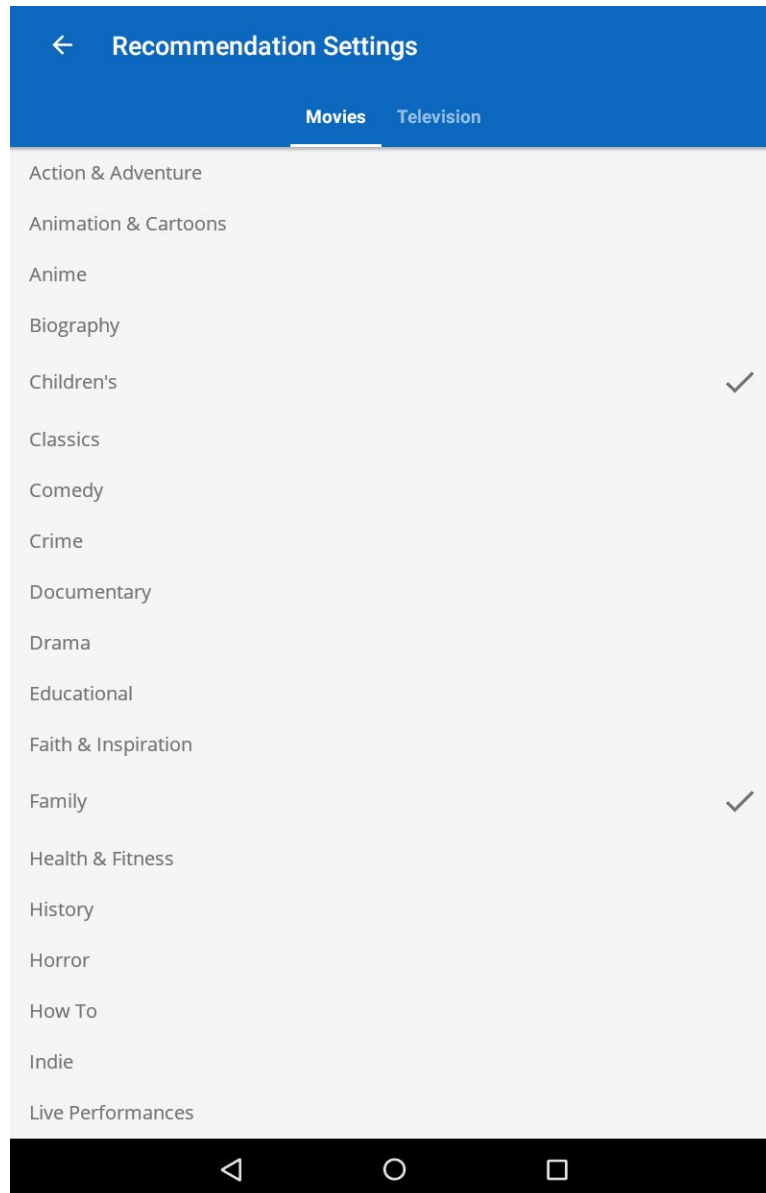 Recommendation Settings
Movies Television
Action & Adventure
Animation & Cartoons
Anime
Biography
Children's
Classics
Comedy
Crime
Documentary
Drama
Educational
Faith & Inspiration
Family
Health & Fitness
History
Horror
How To
Indie
Live Performances